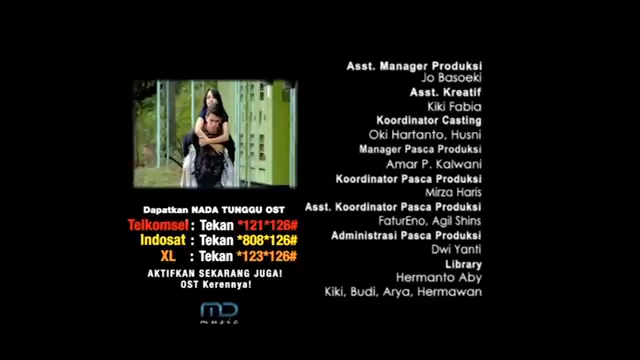 Dapatkan NADA TUNGGU OST
Telkomsel : Tekan *121*126#
Indosat : Tekan *808*126#
XL : Tekan *123*126#
AKTIFKAN SEKARANG JUGA!
OST Kerennya!
MD
music
Asst. Manager Produksi
Jo Basoeki
Asst. Kreatif
Kiki Fabia
Koordinator Casting
Oki Hartanto, Husni
Manager Pasca Produksi
Amar P. Kalwani
Koordinator Pasca Produksi
Mirza Haris
Asst. Koordinator Pasca Produksi
FaturEno, Agil Shins
Administrasi Pasca Produksi
Dwi Yanti
Library
Hermanto Aby
Kiki, Budi, Arya, Hermawan